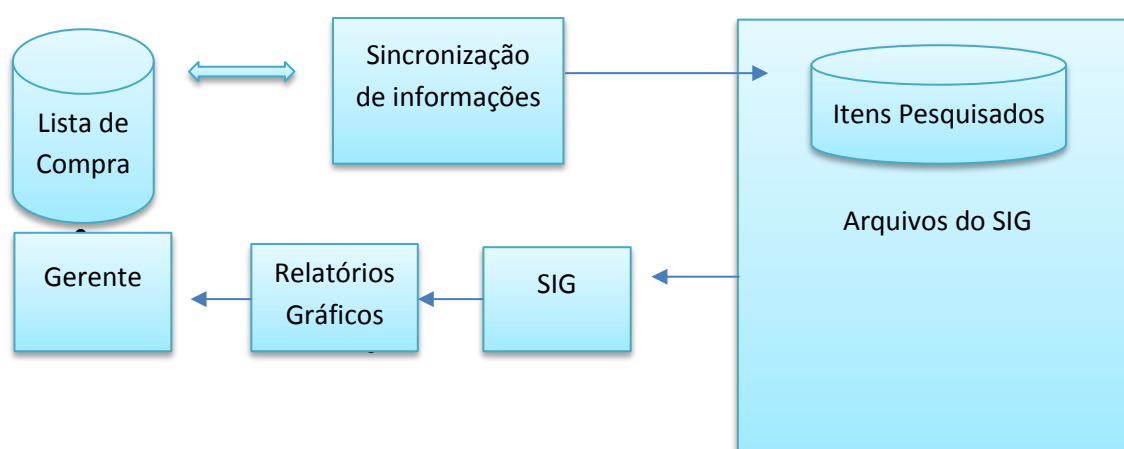 Lista de
Compra
Sincronização
de informações
Itens Pesquisados
Arquivos do SIG
Gerente
Relatórios
Gráficos
SIG